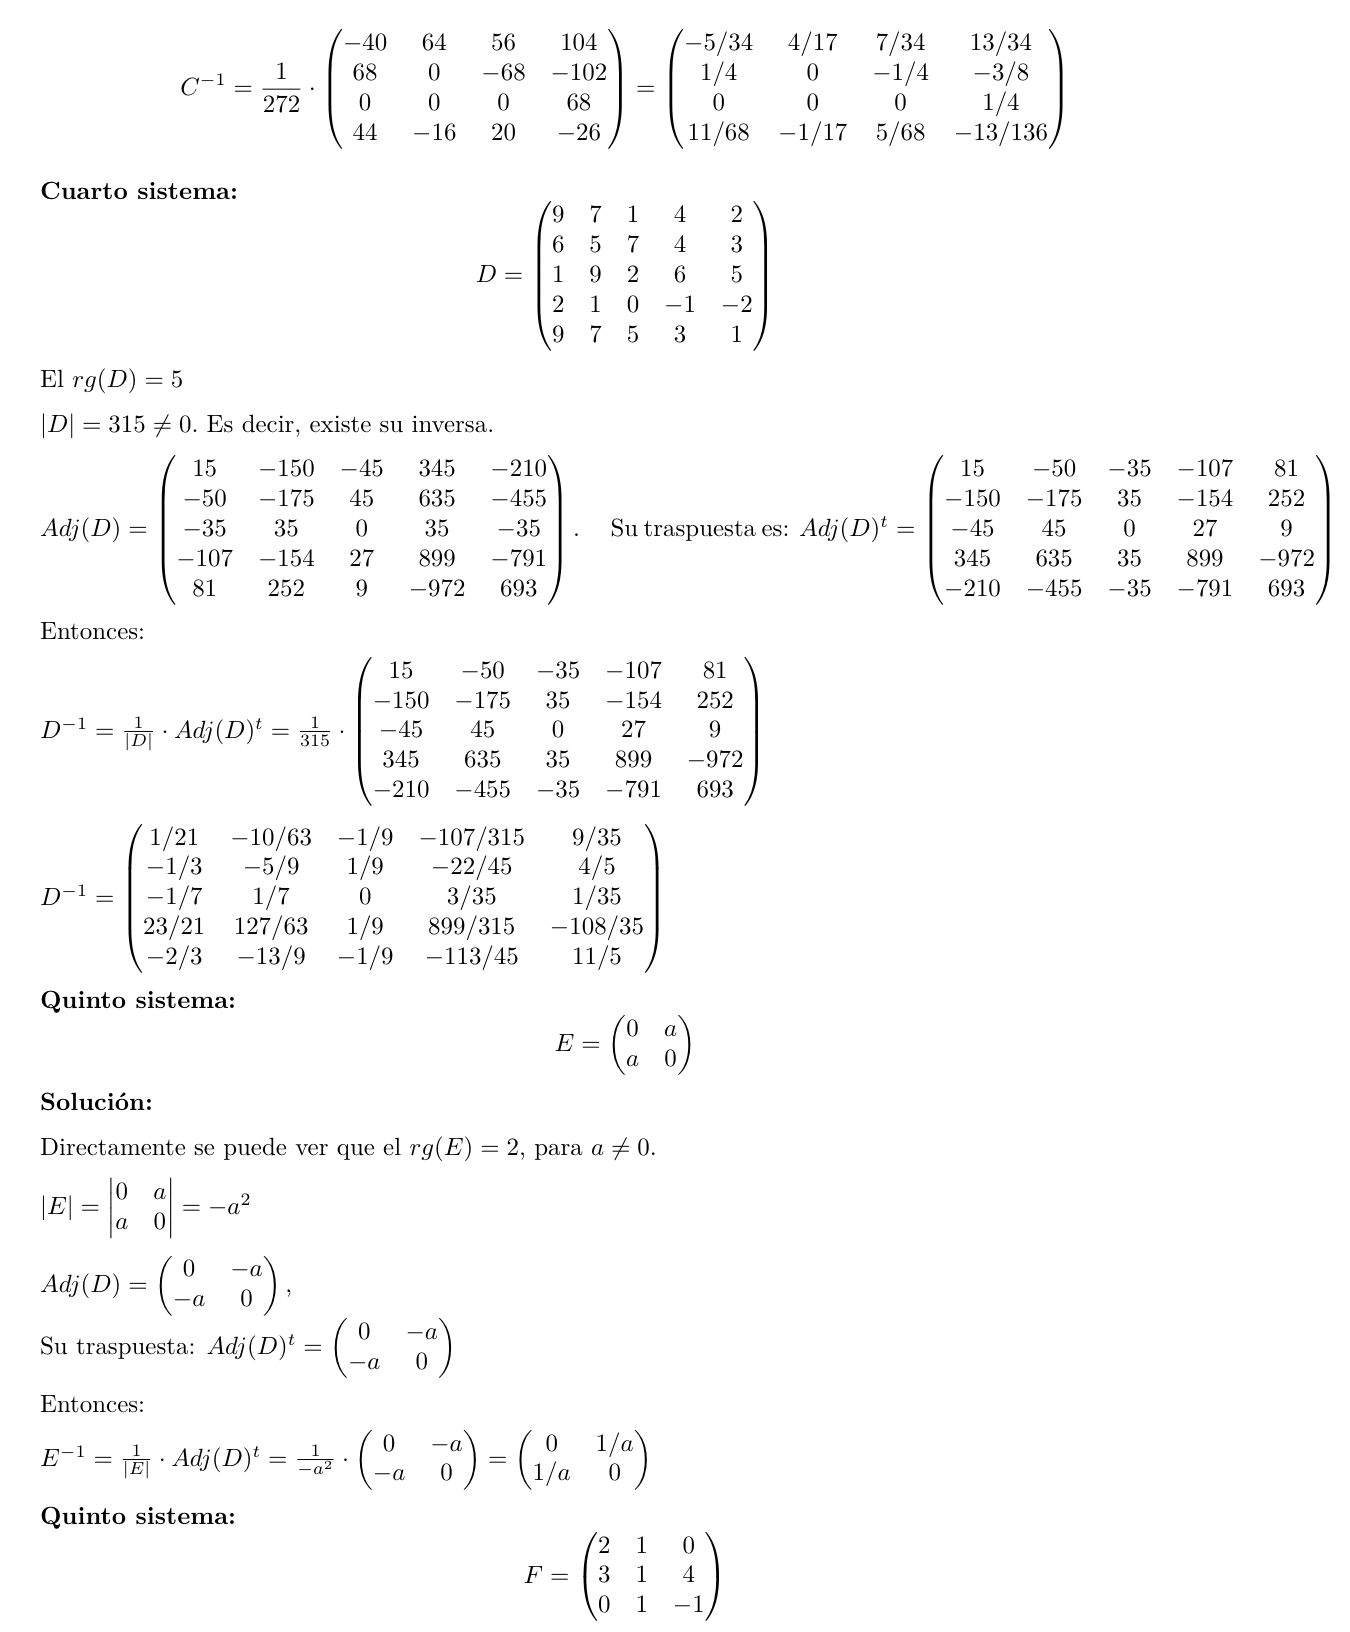 $C^{-1} = \frac{1}{272} \cdot \begin{pmatrix} -40 & 64 & 56 & 104 \\ 68 & 0 & -68 & -102 \\ 0 & 0 & 0 & 68 \\ 44 & -16 & 20 & -26 \end{pmatrix} = \begin{pmatrix} -5/34 & 4/17 & 7/34 & 13/34 \\ 1/4 & 0 & -1/4 & -3/8 \\ 0 & 0 & 0 & 1/4 \\ 11/68 & -1/17 & 5/68 & -13/136 \end{pmatrix}$
Cuarto sistema:
$D = \begin{pmatrix} 9 & 7 & 1 & 4 & 2 \\ 6 & 5 & 7 & 4 & 3 \\ 1 & 9 & 2 & 6 & 5 \\ 2 & 1 & 0 & -1 & -2 \\ 9 & 7 & 5 & 3 & 1 \end{pmatrix}$
El $rg(D) = 5$
$|D| = 315 \neq 0$. Es decir, existe su inversa.
$Adj(D) = \begin{pmatrix} 15 & -150 & -45 & 345 & -210 \\ -50 & -175 & 45 & 635 & -455 \\ -35 & 35 & 0 & 35 & -35 \\ -107 & -154 & 27 & 899 & -791 \\ 81 & 252 & 9 & -972 & 693 \end{pmatrix}$. Su traspuesta es: $Adj(D)^t = \begin{pmatrix} 15 & -50 & -35 & -107 & 81 \\ -150 & -175 & 35 & -154 & 252 \\ -45 & 45 & 0 & 27 & 9 \\ 345 & 635 & 35 & 899 & -972 \\ -210 & -455 & -35 & -791 & 693 \end{pmatrix}$
Entonces:
$D^{-1} = \frac{1}{|D|} \cdot Adj(D)^t = \frac{1}{315} \cdot \begin{pmatrix} 15 & -50 & -35 & -107 & 81 \\ -150 & -175 & 35 & -154 & 252 \\ -45 & 45 & 0 & 27 & 9 \\ 345 & 635 & 35 & 899 & -972 \\ -210 & -455 & -35 & -791 & 693 \end{pmatrix}$
$D^{-1} = \begin{pmatrix} 1/21 & -10/63 & -1/9 & -107/315 & 9/35 \\ -1/3 & -5/9 & 1/9 & -22/45 & 4/5 \\ -1/7 & 1/7 & 0 & 3/35 & 1/35 \\ 23/21 & 127/63 & 1/9 & 899/315 & -108/35 \\ -2/3 & -13/9 & -1/9 & -113/45 & 11/5 \end{pmatrix}$
Quinto sistema:
$E = \begin{pmatrix} 0 & a \\ a & 0 \end{pmatrix}$
Solución:
Directamente se puede ver que el $rg(E) = 2$, para $a \neq 0$.
$|E| = \begin{vmatrix} 0 & a \\ a & 0 \end{vmatrix} = -a^2$
$Adj(D) = \begin{pmatrix} 0 & -a \\ -a & 0 \end{pmatrix}$,
Su traspuesta: $Adj(D)^t = \begin{pmatrix} 0 & -a \\ -a & 0 \end{pmatrix}$
Entonces:
$E^{-1} = \frac{1}{|E|} \cdot Adj(D)^t = \frac{1}{-a^2} \cdot \begin{pmatrix} 0 & -a \\ -a & 0 \end{pmatrix} = \begin{pmatrix} 0 & 1/a \\ 1/a & 0 \end{pmatrix}$
Quinto sistema:
$F = \begin{pmatrix} 2 & 1 & 0 \\ 3 & 1 & 4 \\ 0 & 1 & -1 \end{pmatrix}$